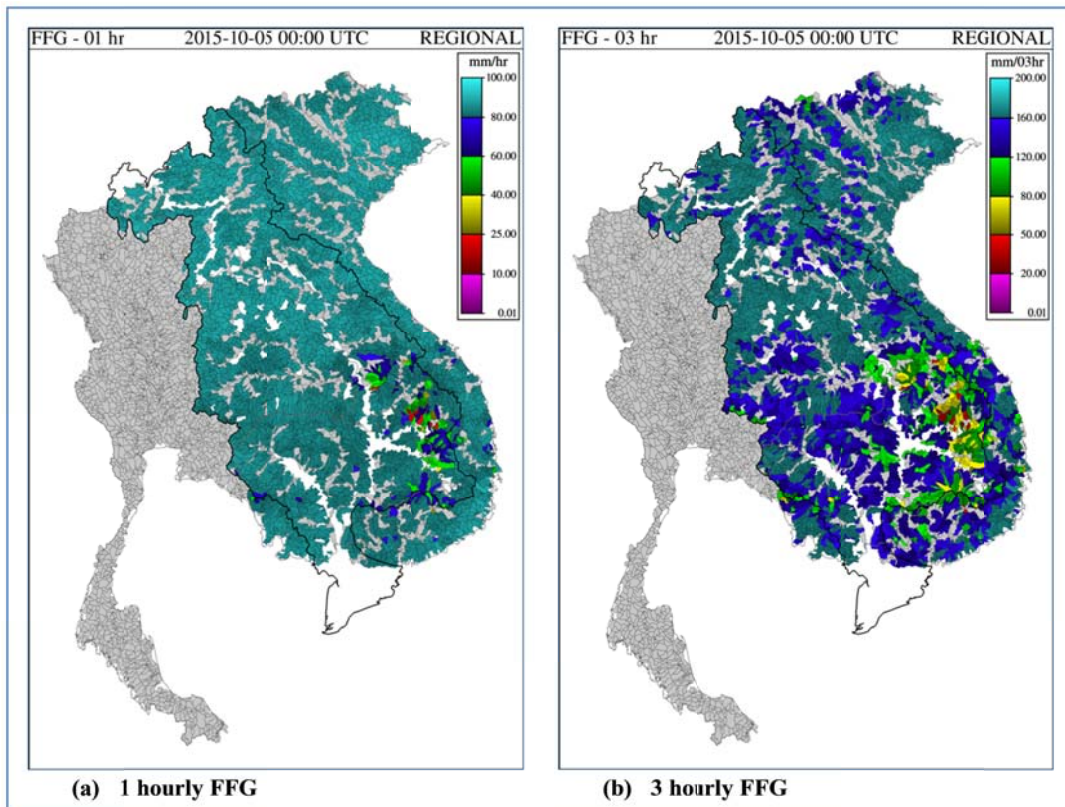 FFG - 01 hr 2015-10-05 00:00 UTC REGIONAL
mm/hr
100.00
80.00
60.00
40.00
25.00
10.00
0.01
(a) 1 hourly FFG
FFG - 03 hr 2015-10-05 00:00 UTC REGIONAL
mm/03hr
200.00
160.00
120.00
80.00
50.00
20.00
0.01
(b) 3 hourly FFG